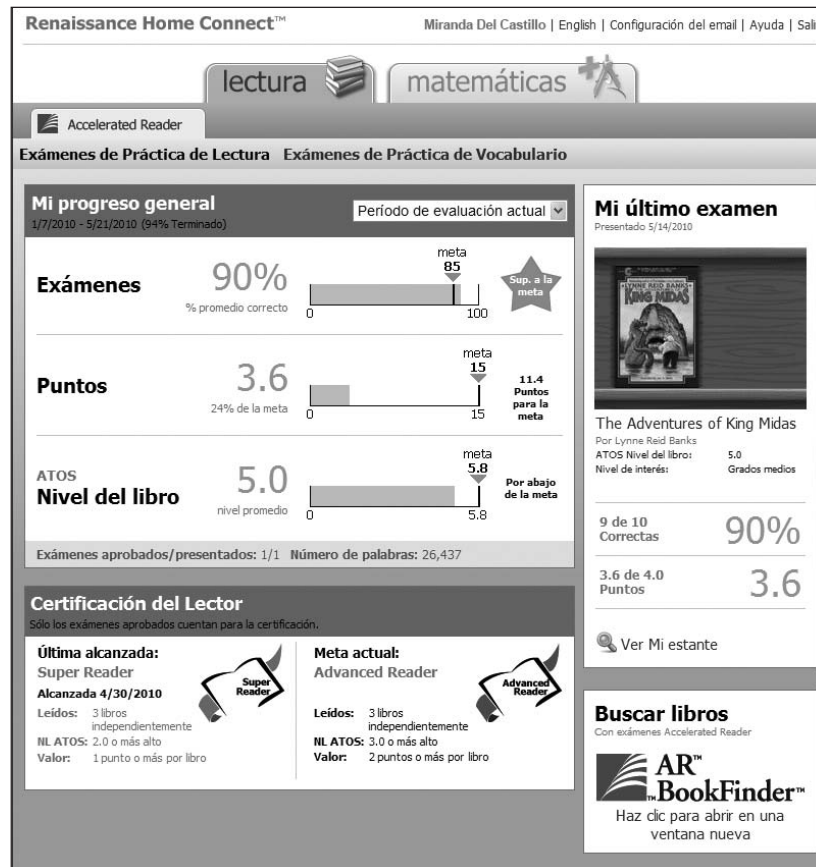 Renaissance Home Connect™
Miranda Del Castillo | English | Configuración del email | Ayuda | Sali
lectura
matemáticas
Accelerated Reader
Exámenes de Práctica de Lectura Exámenes de Práctica de Vocabulario
Mi progreso general
1/7/2010 - 5/21/2010 (94% Terminado)
Período de evaluación actual
Exámenes
90%
% promedio correcto
meta
85
0
100
Sup. a la
meta
Puntos
3.6
24% de la meta
meta
15
0
15
11.4
Puntos
para la
meta
ATOS
Nivel del libro
5.0
nivel promedio
meta
5.8
0
5.8
Por abajo
de la meta
Exámenes aprobados/presentados: 1/1 Número de palabras: 26,437
Certificación del Lector
Sólo los exámenes aprobados cuentan para la certificación.
Última alcanzada:
Super Reader
Alcanzada 4/30/2010
Leídos: 3 libros
independientemente
NL ATOS: 2.0 o más alto
Valor: 1 punto o más por libro
Super
Reader
Meta actual:
Advanced Reader
Leídos: 3 libros
independientemente
NL ATOS: 3.0 o más alto
Valor: 2 puntos o más por libro
Advanced
Reader
Mi último examen
Presentado 5/14/2010
LYNNE REID BANKS
KING MIDAS
The Adventures of King Midas
Por Lynne Reid Banks
ATOS Nivel del libro: 5.0
Nivel de interés: Grados medios
9 de 10
Correctas
90%
3.6 de 4.0
Puntos
3.6
Ver Mi estante
Buscar libros
Con exámenes Accelerated Reader
AR™
BookFinder™
Haz clic para abrir en una
ventana nueva